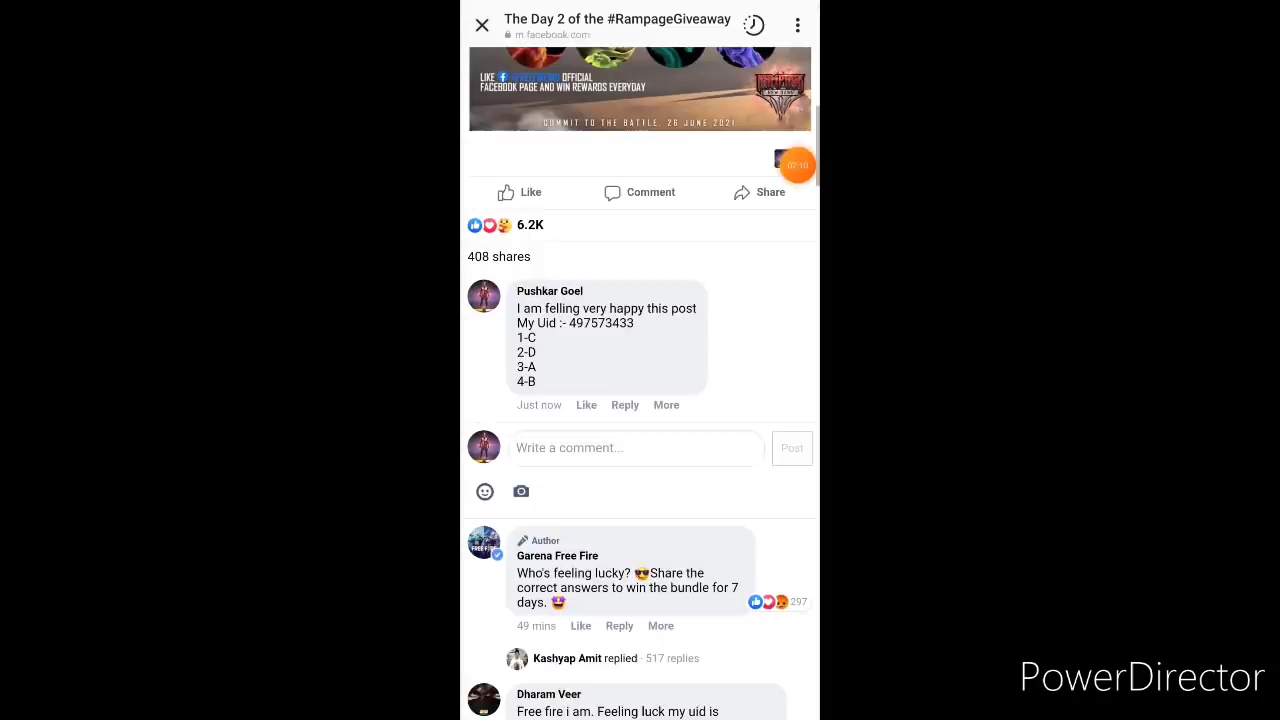 The Day 2 of the #RampageGiveaway
m.facebook.com
LIKE #FREEFIREIND OFFICIAL
FACEBOOK PAGE AND WIN REWARDS EVERYDAY
COMMIT TO THE BATTLE. 26 JUNE 2021
02:10
Like Comment Share
6.2K
408 shares
Pushkar Goel
I am felling very happy this post
My Uid :- 497573433
1-C
2-D
3-A
4-B
Just now Like Reply More
Write a comment... Post
Author
Garena Free Fire
Who's feeling lucky? 😎Share the
correct answers to win the bundle for 7
days. 🤩
297
49 mins Like Reply More
Kashyap Amit replied · 517 replies
Dharam Veer
Free fire i am. Feeling luck my uid is
PowerDirector